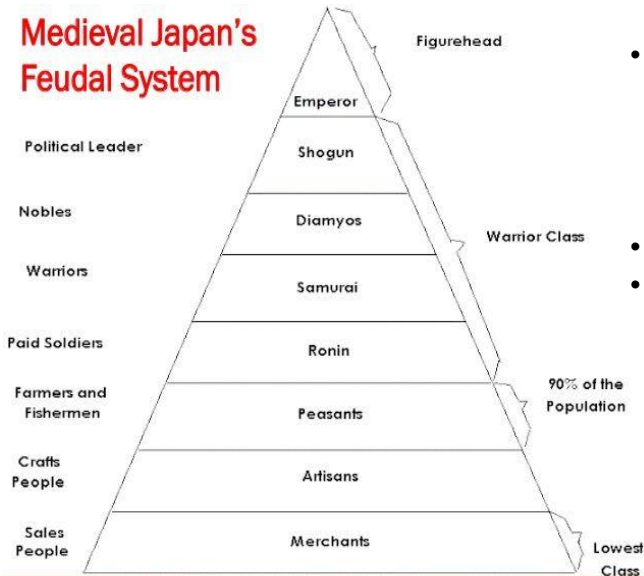 Medieval Japan's
Feudal System
Figurehead
Emperor
Political Leader
Shogun
Nobles
Diamyos
Warrior Class
Warriors
Samurai
Paid Soldiers
Ronin
Farmers and
Fishermen
Peasants
90% of the
Population
Crafts
People
Artisans
Sales
People
Merchants
Lowest
Class